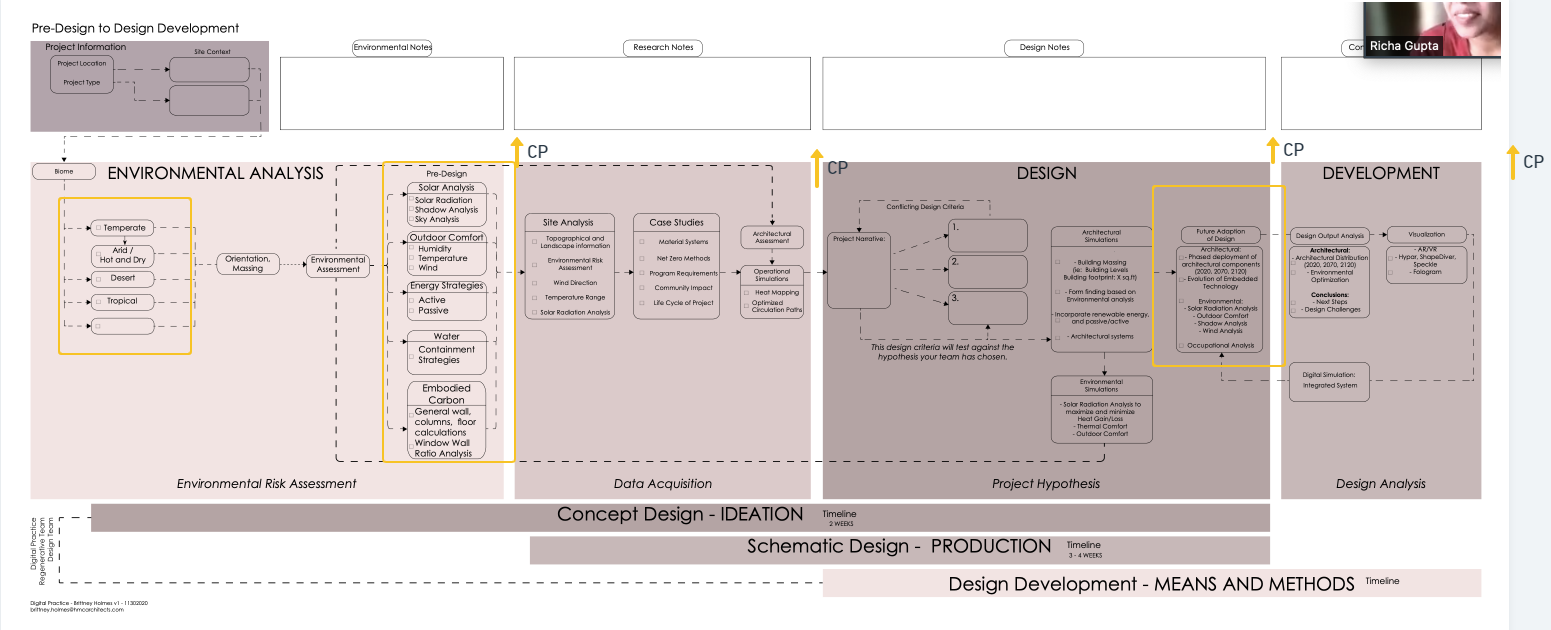 Pre-Design to Design Development
Richa Gupta
Project Information
Site Context
Project Location
Project Type
Environmental Notes
Research Notes
Design Notes
CP
CP
CP
CP
Biome
ENVIRONMENTAL ANALYSIS
Temperate
Arid /
Hot and Dry
Desert
Tropical
Orientation,
Massing
Environmental
Assessment
Pre-Design
Solar Analysis
Solar Radiation
Shadow Analysis
Sky Analysis
Outdoor Comfort
Humidity
Temperature
Wind
Energy Strategies
Active
Passive
Water
Containment
Strategies
Embodied
Carbon
General wall,
columns, floor
calculations
Window Wall
Ratio Analysis
Environmental Risk Assessment
Site Analysis
Topographical and
Landscape information
Environmental Risk
Assessment
Wind Direction
Temperature Range
Solar Radiation Analysis
Case Studies
Material Systems
Net Zero Methods
Program Requirements
Community Impact
Life Cycle of Project
Architectural
Assessment
Operational
Simulations
Heat Mapping
Optimized
Circulation Paths
Data Acquisition
DESIGN
Conflicting Design Criteria
Project Narrative:
1.
2.
3.
This design criteria will test against the
hypothesis your team has chosen.
Architectural
Simulations
- Building Massing
(ie: Building Levels
Building footprint: X sq.ft)
- Form finding based on
Environmental analysis
- Incorporate renewable energy,
and passive/active
- Architectural systems
Environmental
Simulations
- Solar Radiation Analysis to
maximize and minimize
Heat Gain/Loss
- Thermal Comfort
- Outdoor Comfort
Future Adaption
of Design
Architectural:
- Phased deployment of
architectural components
(2020, 2070, 2120)
- Evolution of Embedded
Technology
Environmental:
- Solar Radiation Analysis
- Outdoor Comfort
- Shadow Analysis
- Wind Analysis
Occupational Analysis
Project Hypothesis
DEVELOPMENT
Design Output Analysis
Architectural:
- Architectural Distribution
(2020, 2070, 2120)
- Environmental
Optimization
Conclusions:
- Next Steps
- Design Challenges
Visualization
- AR/VR
- Hypar, ShapeDiver,
Speckle
- Fologram
Digital Simulation:
Integrated System
Design Analysis
Digital Practice
Regenerative Team
Design Team
Concept Design - IDEATION
Timeline
2 WEEKS
Schematic Design - PRODUCTION
Timeline
3 - 4 WEEKS
Design Development - MEANS AND METHODS
Timeline
Digital Practice - Brittney Holmes v1 - 11302020
brittney.holmes@hmcarchitects.com